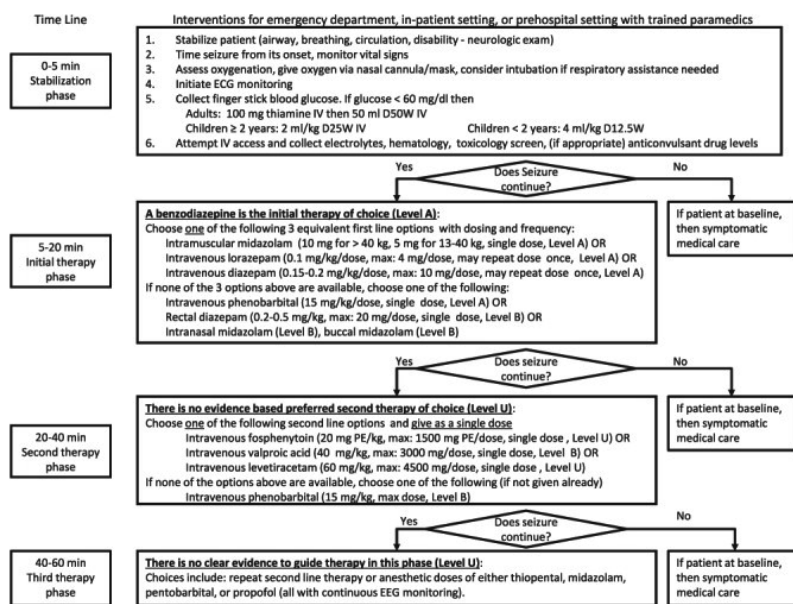 Time Line
Interventions for emergency department, in-patient setting, or prehospital setting with trained paramedics
0-5 min
Stabilization
phase
1. Stabilize patient (airway, breathing, circulation, disability - neurologic exam)
2. Time seizure from its onset, monitor vital signs
3. Assess oxygenation, give oxygen via nasal cannula/mask, consider intubation if respiratory assistance needed
4. Initiate ECG monitoring
5. Collect finger stick blood glucose. If glucose < 60 mg/dl then
Adults: 100 mg thiamine IV then 50 ml D50W IV
Children ≥ 2 years: 2 ml/kg D25W IV Children < 2 years: 4 ml/kg D12.5W
6. Attempt IV access and collect electrolytes, hematology, toxicology screen, (if appropriate) anticonvulsant drug levels
Yes
Does Seizure
continue?
No
5-20 min
Initial therapy
phase
A benzodiazepine is the initial therapy of choice (Level A):
Choose one of the following 3 equivalent first line options with dosing and frequency:
Intramuscular midazolam (10 mg for > 40 kg, 5 mg for 13-40 kg, single dose, Level A) OR
Intravenous lorazepam (0.1 mg/kg/dose, max: 4 mg/dose, may repeat dose once, Level A) OR
Intravenous diazepam (0.15-0.2 mg/kg/dose, max: 10 mg/dose, may repeat dose once, Level A)
If none of the 3 options above are available, choose one of the following:
Intravenous phenobarbital (15 mg/kg/dose, single dose, Level A) OR
Rectal diazepam (0.2-0.5 mg/kg, max: 20 mg/dose, single dose, Level B) OR
Intranasal midazolam (Level B), buccal midazolam (Level B)
If patient at baseline,
then symptomatic
medical care
Yes
Does seizure
continue?
No
20-40 min
Second therapy
phase
There is no evidence based preferred second therapy of choice (Level U):
Choose one of the following second line options and give as a single dose
Intravenous fosphenytoin (20 mg PE/kg, max: 1500 mg PE/dose, single dose , Level U) OR
Intravenous valproic acid (40 mg/kg, max: 3000 mg/dose, single dose, Level B) OR
Intravenous levetiracetam (60 mg/kg, max: 4500 mg/dose, single dose , Level U)
If none of the options above are available, choose one of the following (if not given already)
Intravenous phenobarbital (15 mg/kg, max dose, Level B)
If patient at baseline,
then symptomatic
medical care
Yes
Does seizure
continue?
No
40-60 min
Third therapy
phase
There is no clear evidence to guide therapy in this phase (Level U):
Choices include: repeat second line therapy or anesthetic doses of either thiopental, midazolam,
pentobarbital, or propofol (all with continuous EEG monitoring).
If patient at baseline,
then symptomatic
medical care